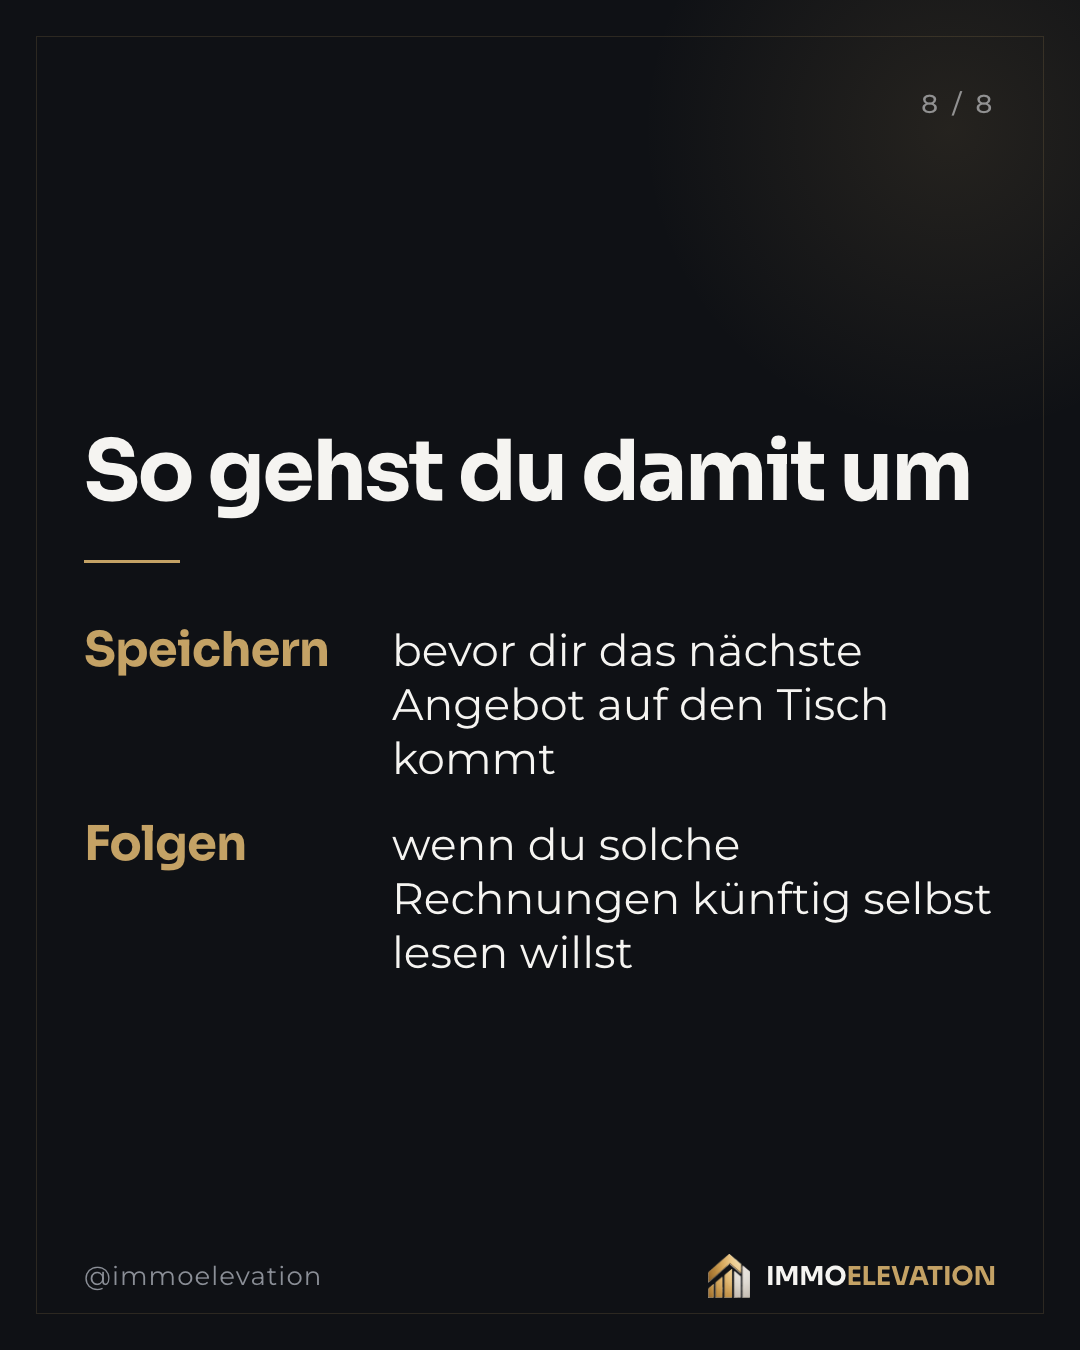 8 / 8
So gehst du damit um
Speichern
bevor dir das nächste
Angebot auf den Tisch
kommt
Folgen
wenn du solche
Rechnungen künftig selbst
lesen willst
@immoelevation
IMMOELEVATION